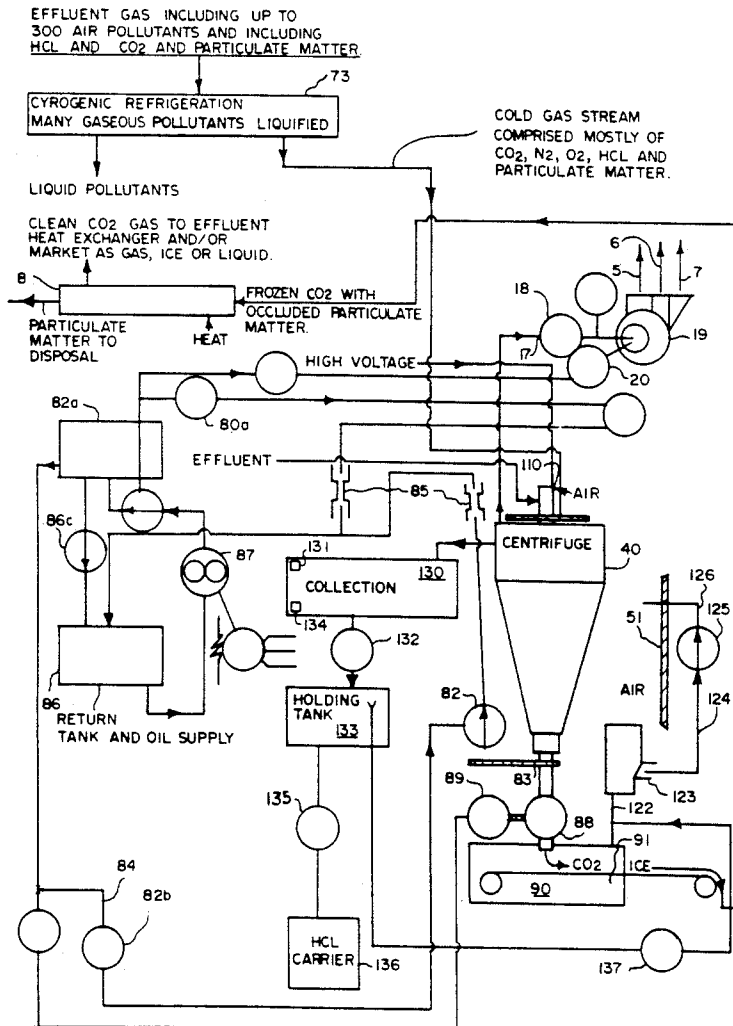 EFFLUENT GAS INCLUDING UP TO
300 AIR POLLUTANTS AND INCLUDING
HCL AND CO2 AND PARTICULATE MATTER.
73
CYROGENIC REFRIGERATION
MANY GASEOUS POLLUTANTS LIQUIFIED
COLD GAS STREAM
COMPRISED MOSTLY OF
CO2, N2, O2, HCL AND
PARTICULATE MATTER.
LIQUID POLLUTANTS
CLEAN CO2 GAS TO EFFLUENT
HEAT EXCHANGER AND/OR
MARKET AS GAS, ICE OR LIQUID.
8
FROZEN CO2 WITH
OCCLUDED PARTICULATE
MATTER.
PARTICULATE
MATTER TO
DISPOSAL
HEAT
6
5
7
18
17
19
20
HIGH VOLTAGE
82a
80a
EFFLUENT
85
110
AIR
86c
87
131
130
COLLECTION
134
CENTRIFUGE
40
126
125
51
AIR
124
132
86
RETURN
TANK AND OIL SUPPLY
HOLDING
TANK
133
82
83
123
122
89
88
91
135
CO2 ICE
90
84
82b
HCL
CARRIER
136
137